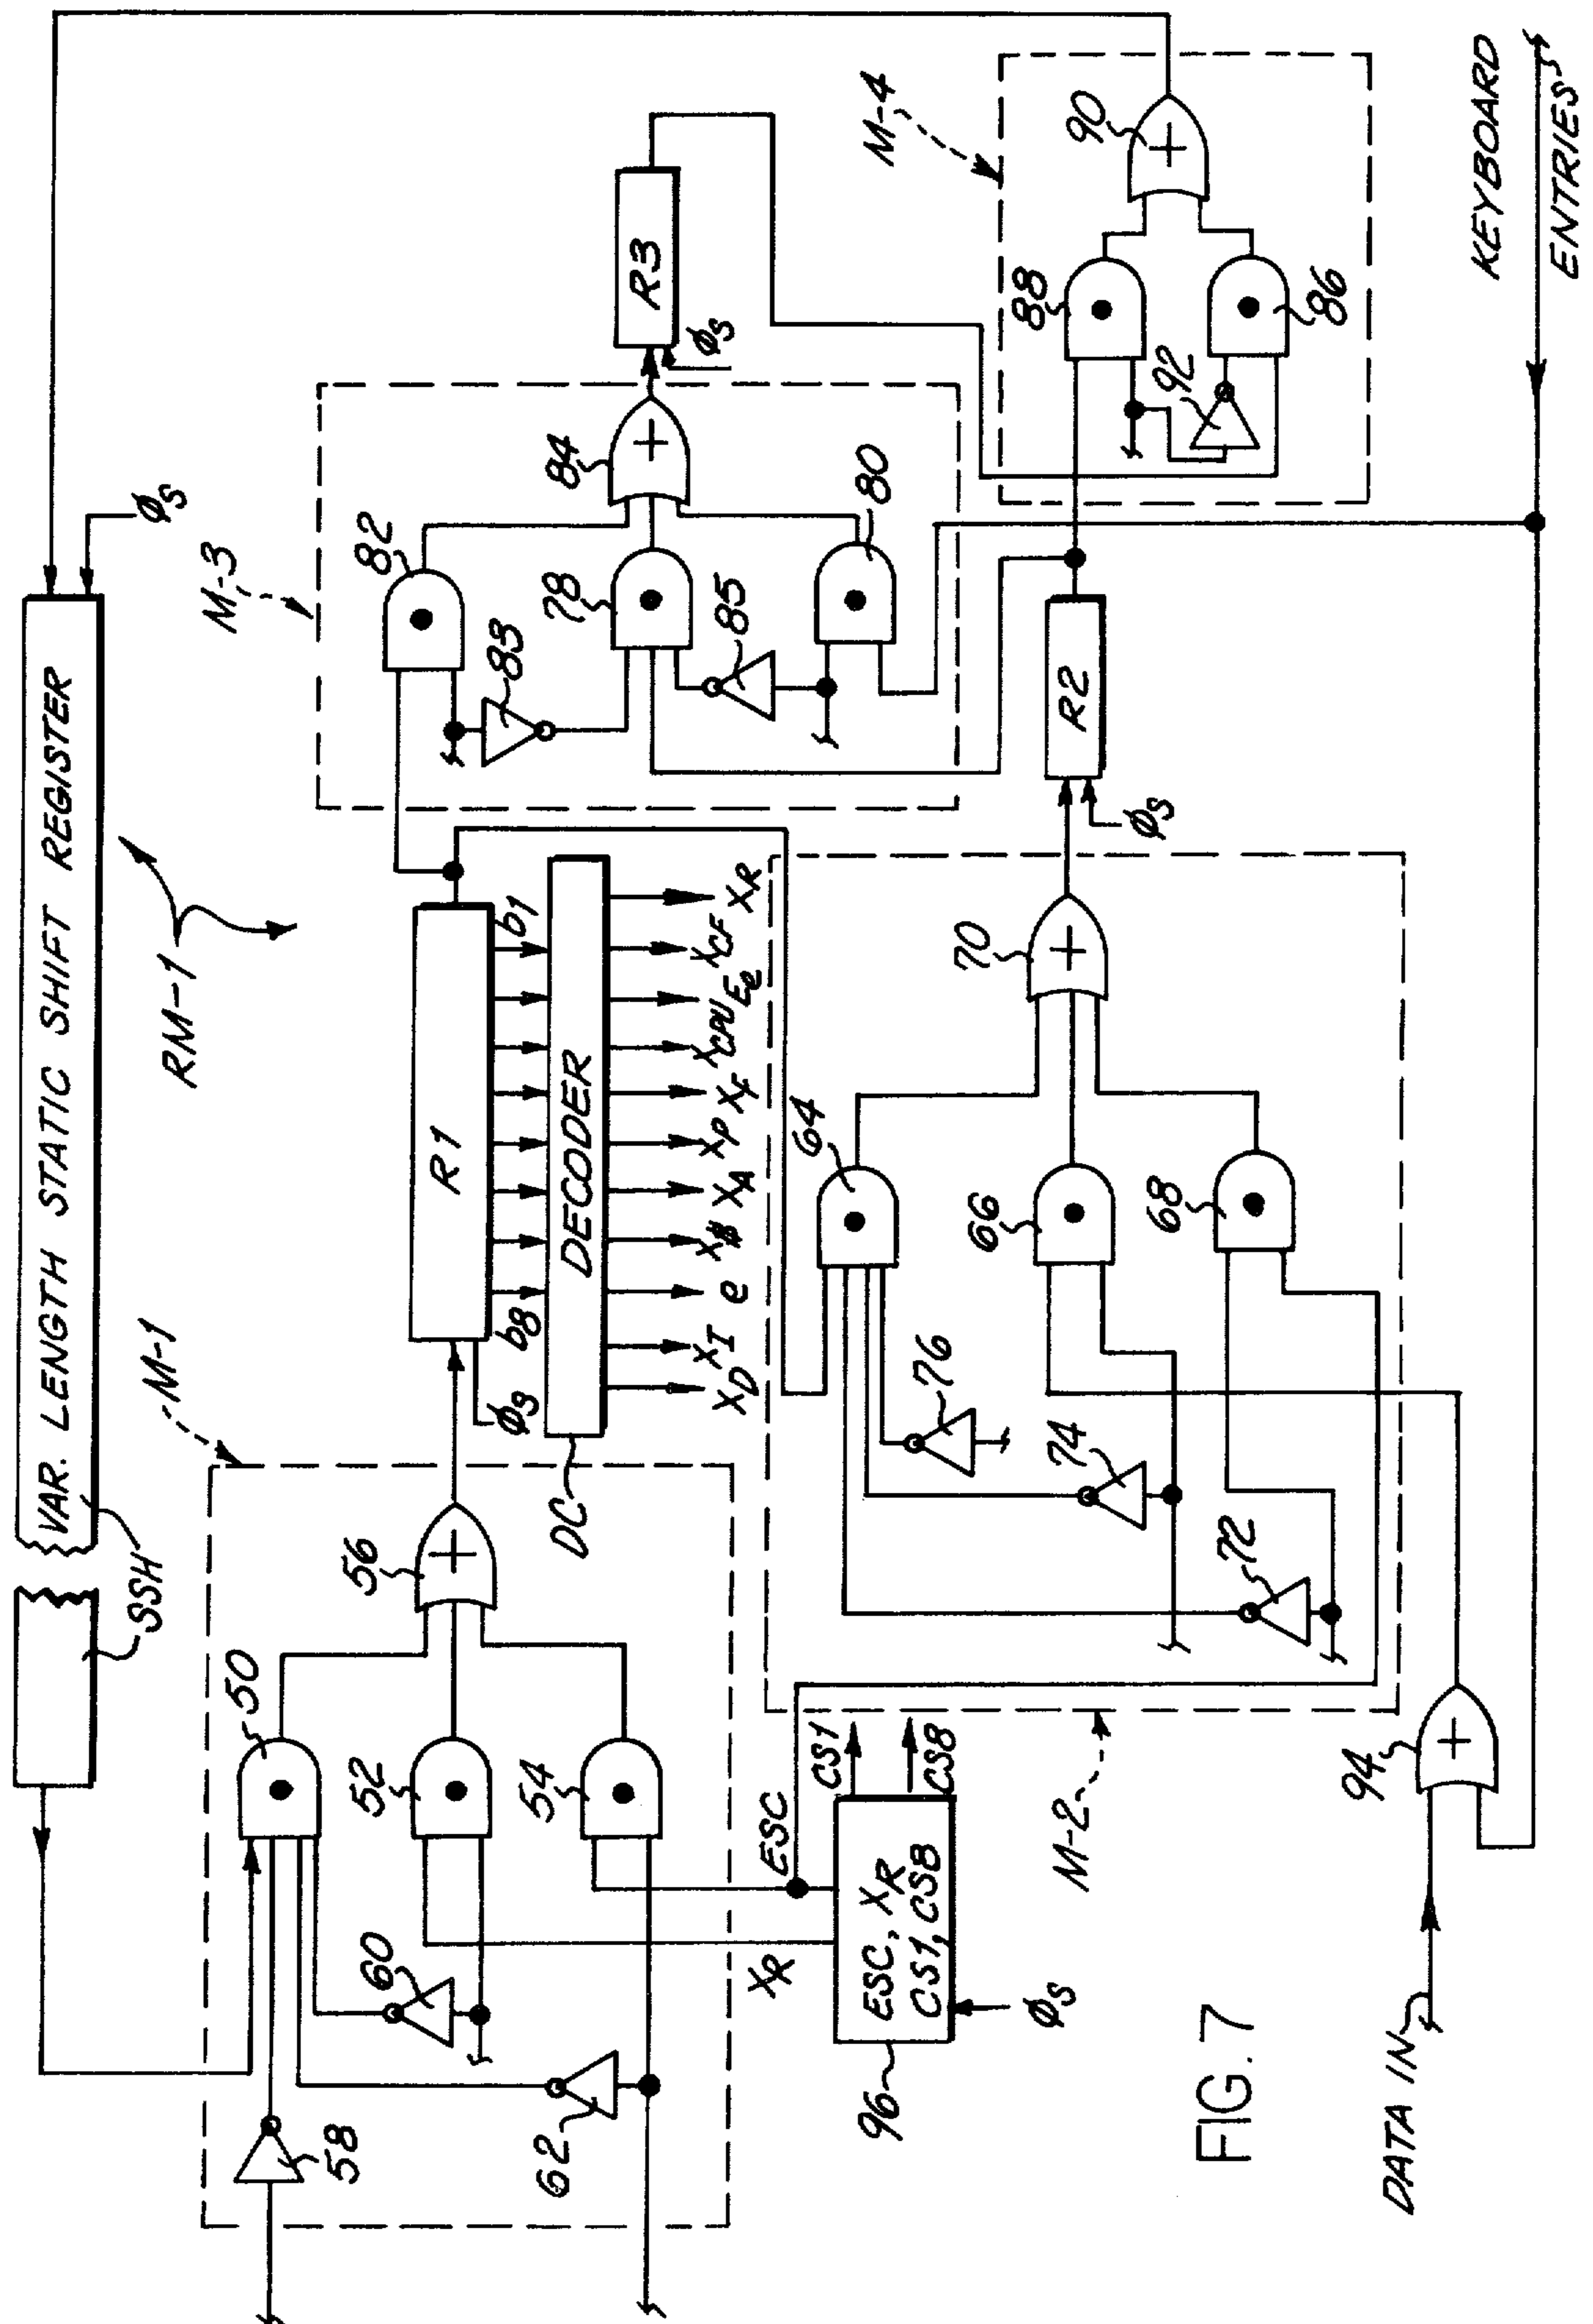 VAR. LENGTH STATIC SHIFT REGISTER
SSH
ϕS
RM-1
M-1
50
52
54
56
58
60
62
R1
ϕS
b8
b1
DECODER
DC
XD
XI
e
XA
XP
XF
XCPU
Ee
XCF
XR
M-3
82
83
78
85
80
84
R3
ϕS
M-4
88
86
92
90
KEYBOARD
ENTRIES
64
66
68
70
72
74
76
R2
ϕS
M-2
XR
ESC
ESC, XR
CS1, CS8
CS1
CS8
96
ϕS
94
DATA IN
FIG. 7